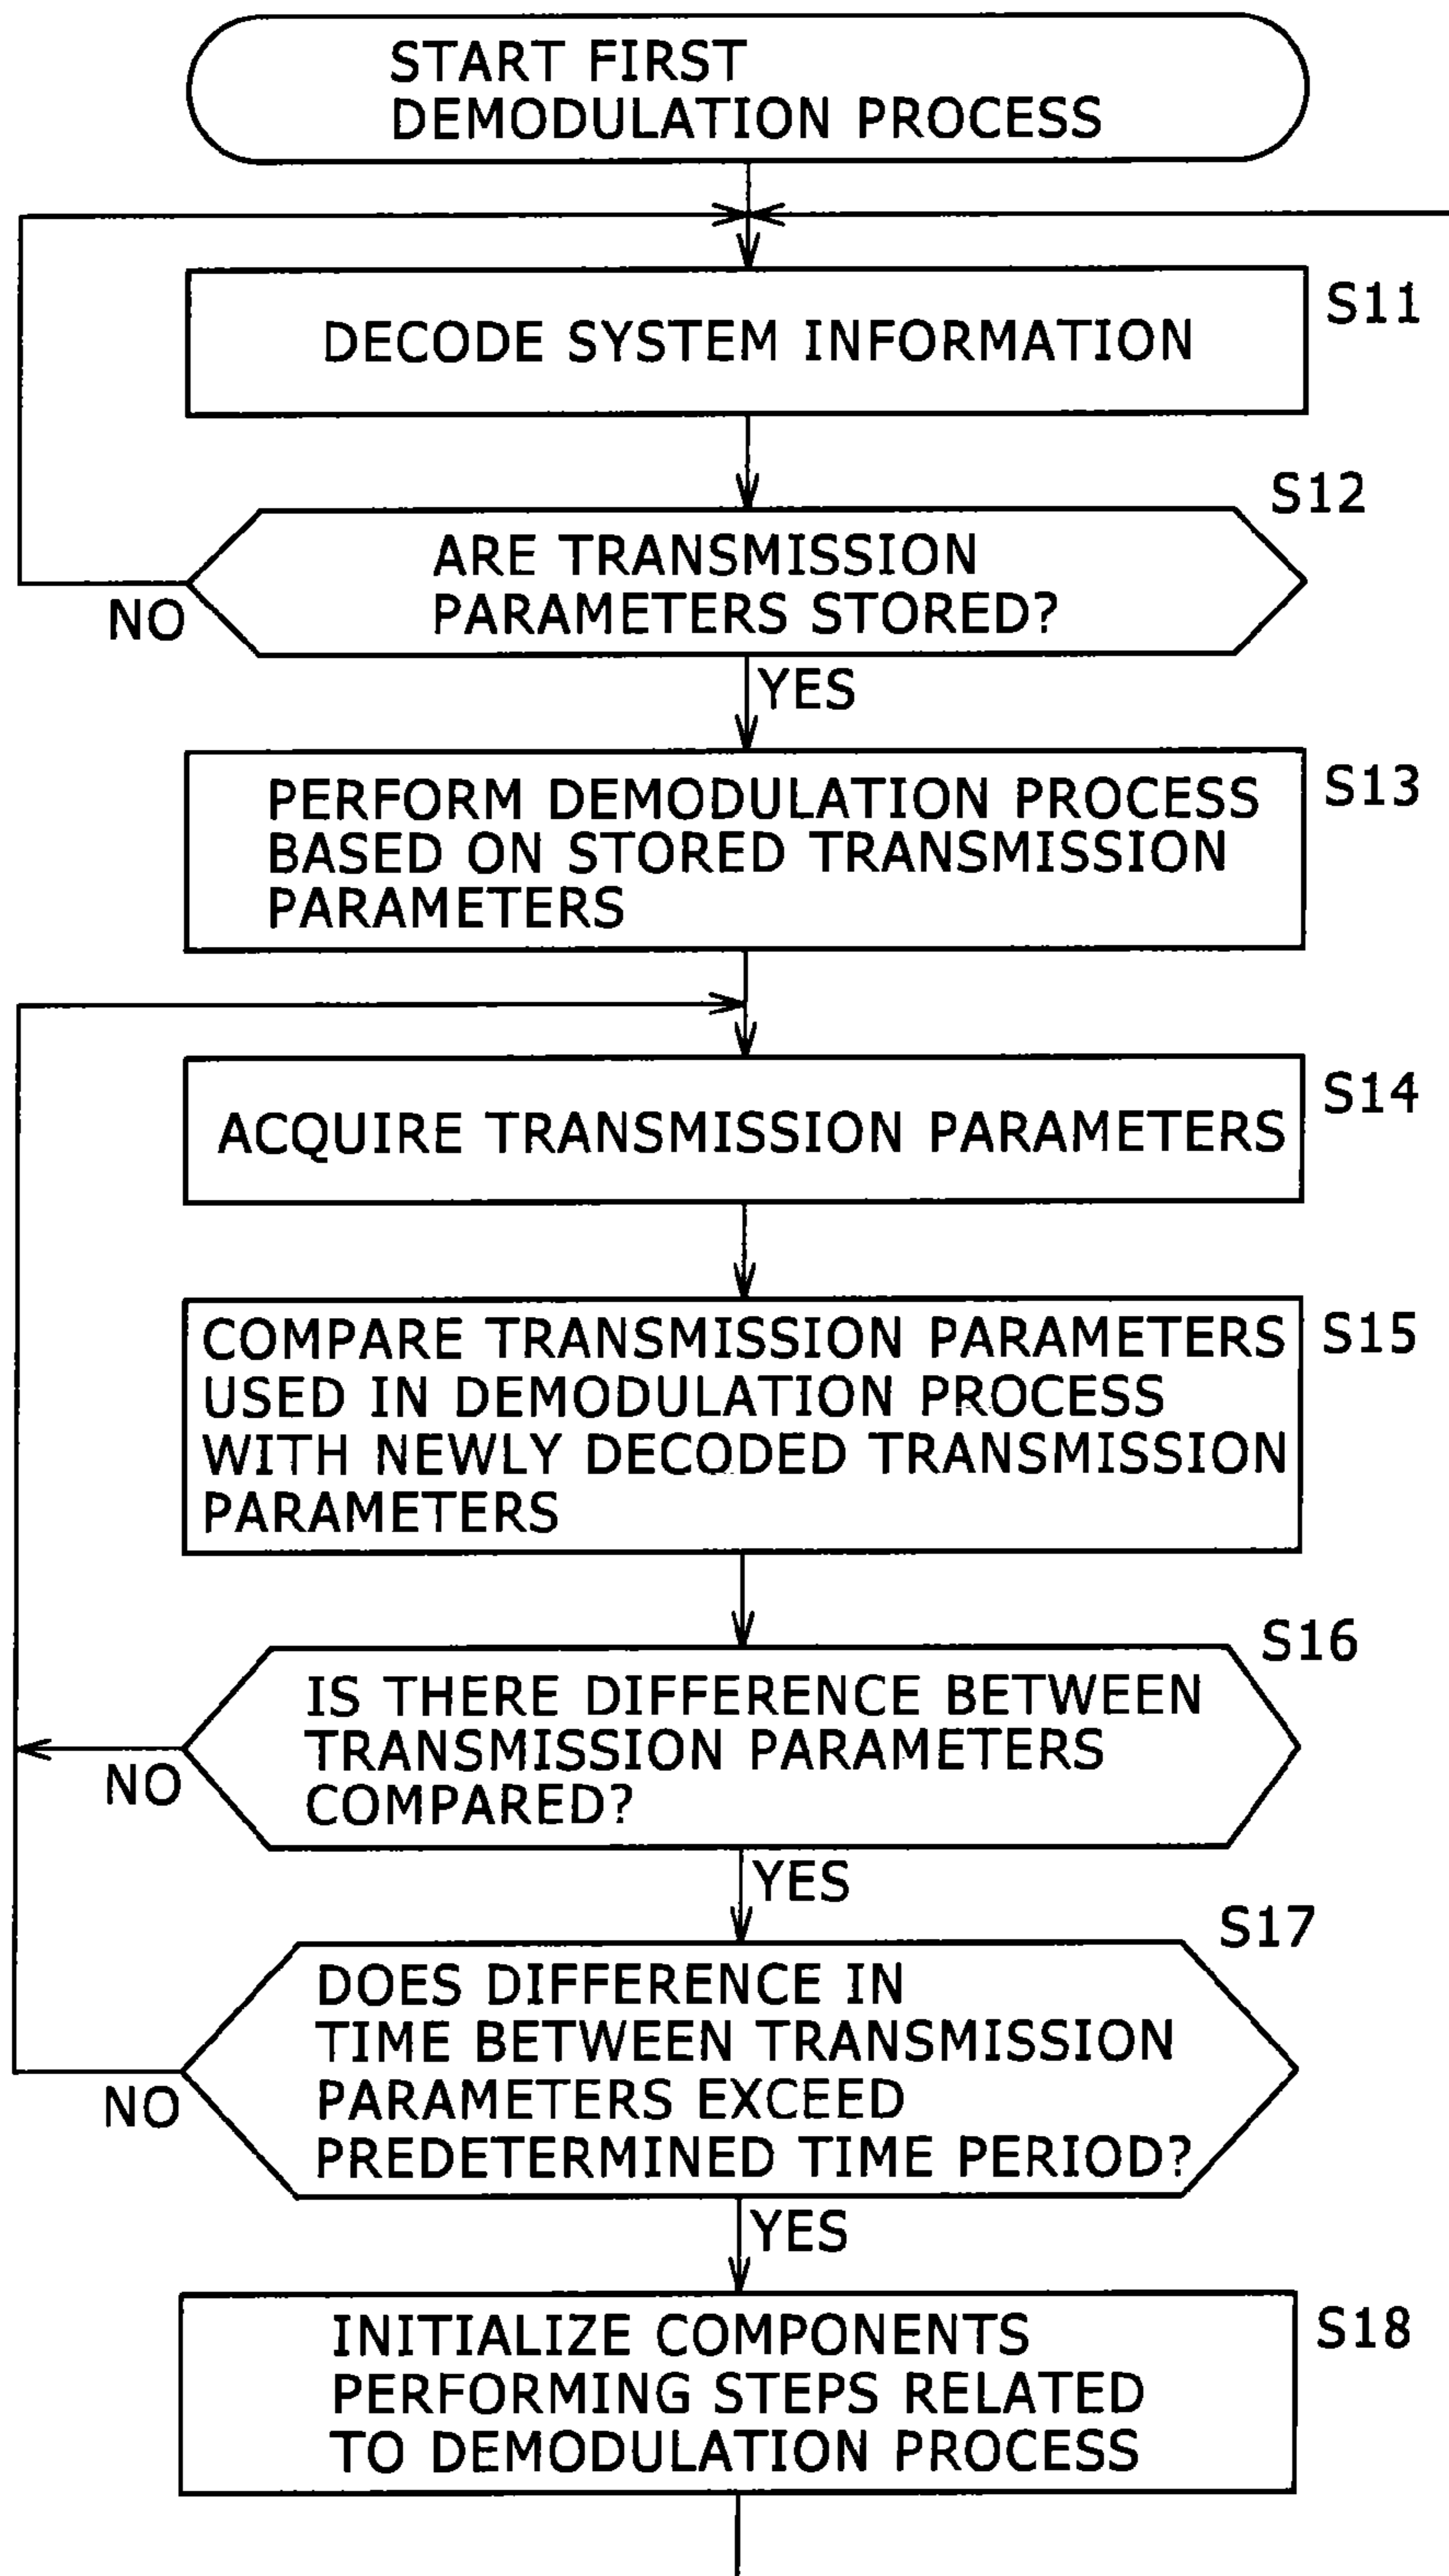 START FIRST
DEMODULATION PROCESS
DECODE SYSTEM INFORMATION
S11
S12
ARE TRANSMISSION
PARAMETERS STORED?
NO
YES
PERFORM DEMODULATION PROCESS
BASED ON STORED TRANSMISSION
PARAMETERS
S13
ACQUIRE TRANSMISSION PARAMETERS
S14
COMPARE TRANSMISSION PARAMETERS
USED IN DEMODULATION PROCESS
WITH NEWLY DECODED TRANSMISSION
PARAMETERS
S15
S16
IS THERE DIFFERENCE BETWEEN
TRANSMISSION PARAMETERS
COMPARED?
NO
YES
S17
DOES DIFFERENCE IN
TIME BETWEEN TRANSMISSION
PARAMETERS EXCEED
PREDETERMINED TIME PERIOD?
NO
YES
INITIALIZE COMPONENTS
PERFORMING STEPS RELATED
TO DEMODULATION PROCESS
S18